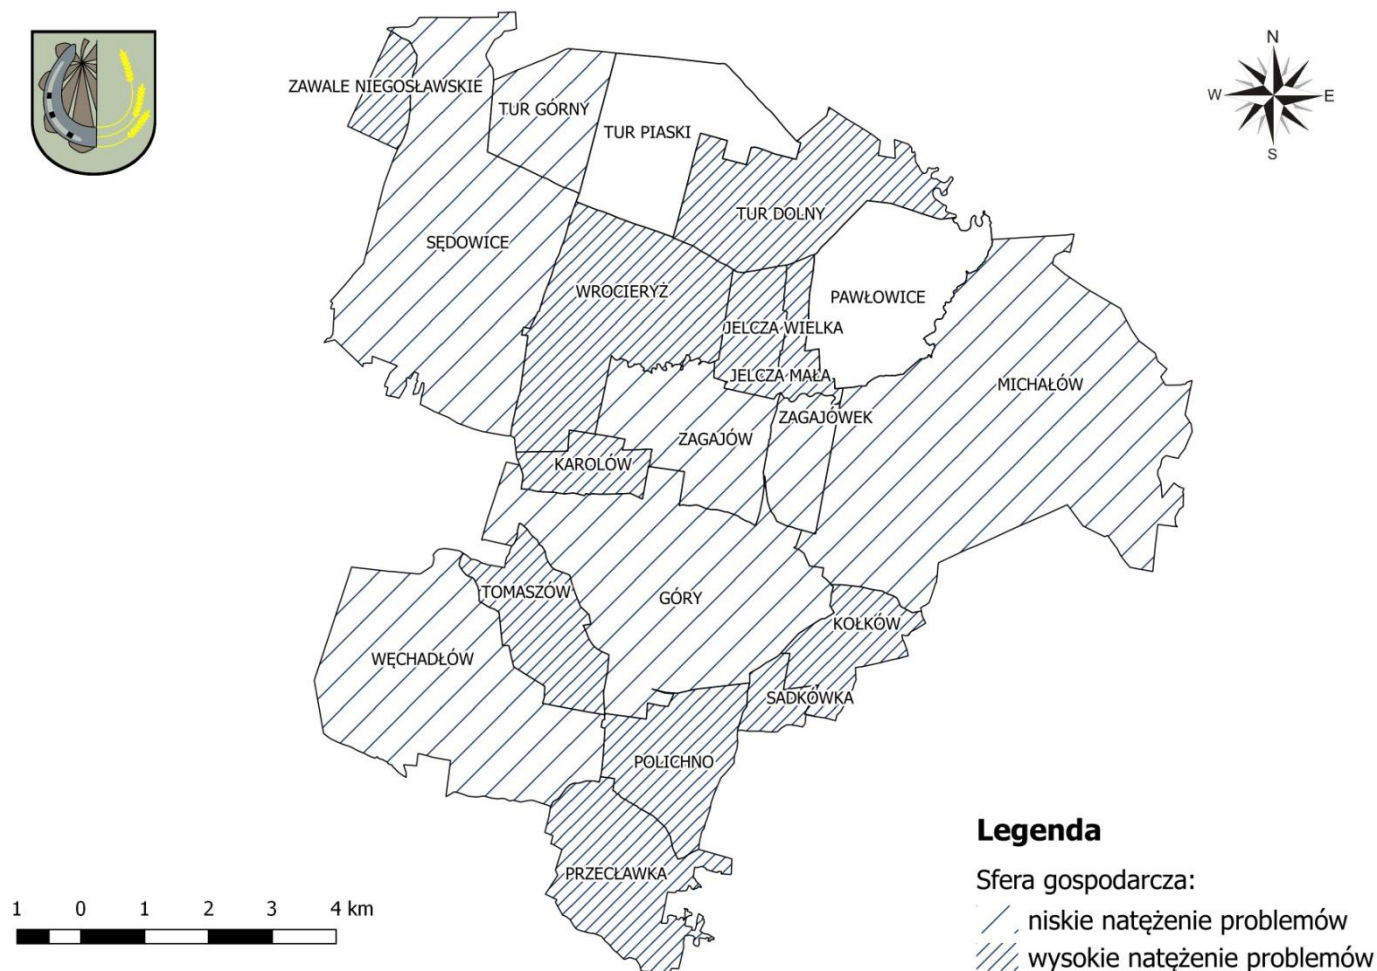 N
W
E
S
ZAWALE NIEGOSŁAWSKIE
TUR GÓRNY
TUR PIASKI
TUR DOLNY
SĘDOWICE
WROCIERYŻ
PAWŁOWICE
JELCZA WIELKA
JELCZA MAŁA
MICHAŁÓW
ZAGAJÓWEK
ZAGAJÓW
KAROLÓW
TOMASZÓW
GÓRY
KOŁKÓW
WĘCHADŁÓW
SADKÓWKA
POLICHNO
PRZECŁAWKA
1 0 1 2 3 4 km
Legenda
Sfera gospodarcza:
niskie natężenie problemów
wysokie natężenie problemów